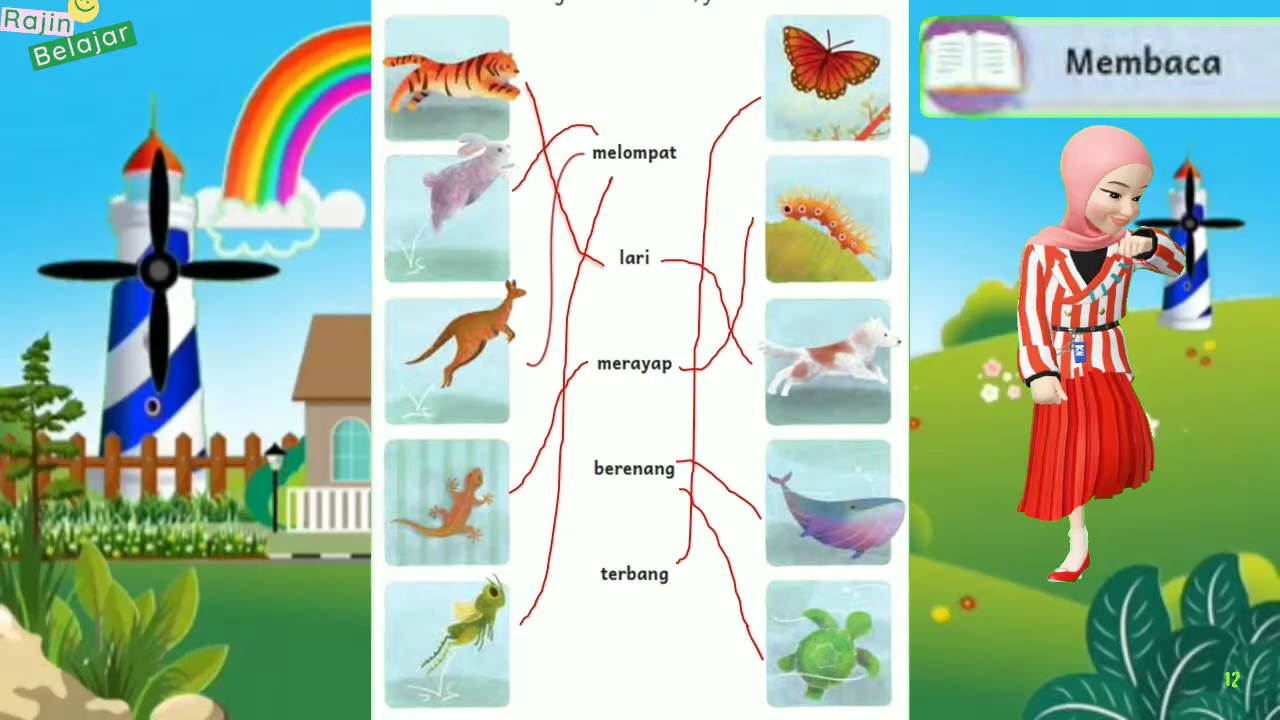 Rajin
Belajar
Membaca
melompat
lari
merayap
berenang
terbang
12